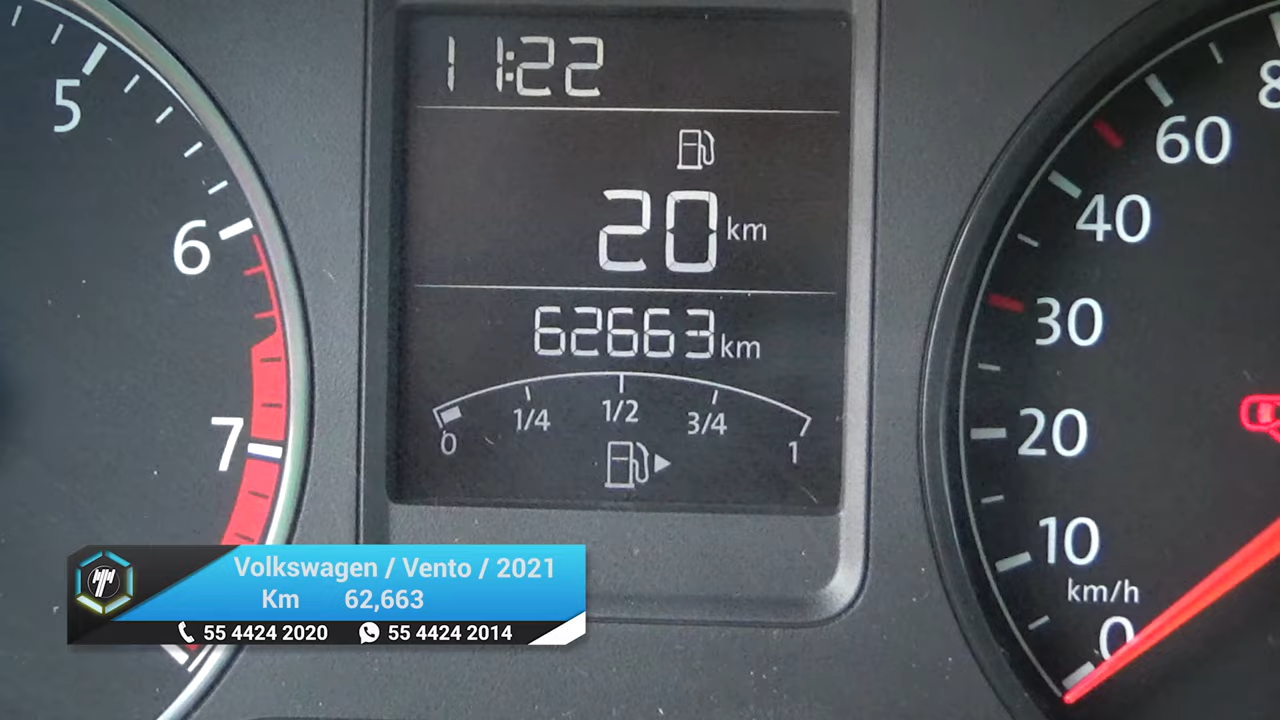 11:22
20 km
62663 km
0 1/4 1/2 3/4 1
5
6
7
8
60
40
30
20
10
km/h
0
Volkswagen / Vento / 2021
Km 62,663
55 4424 2020 55 4424 2014